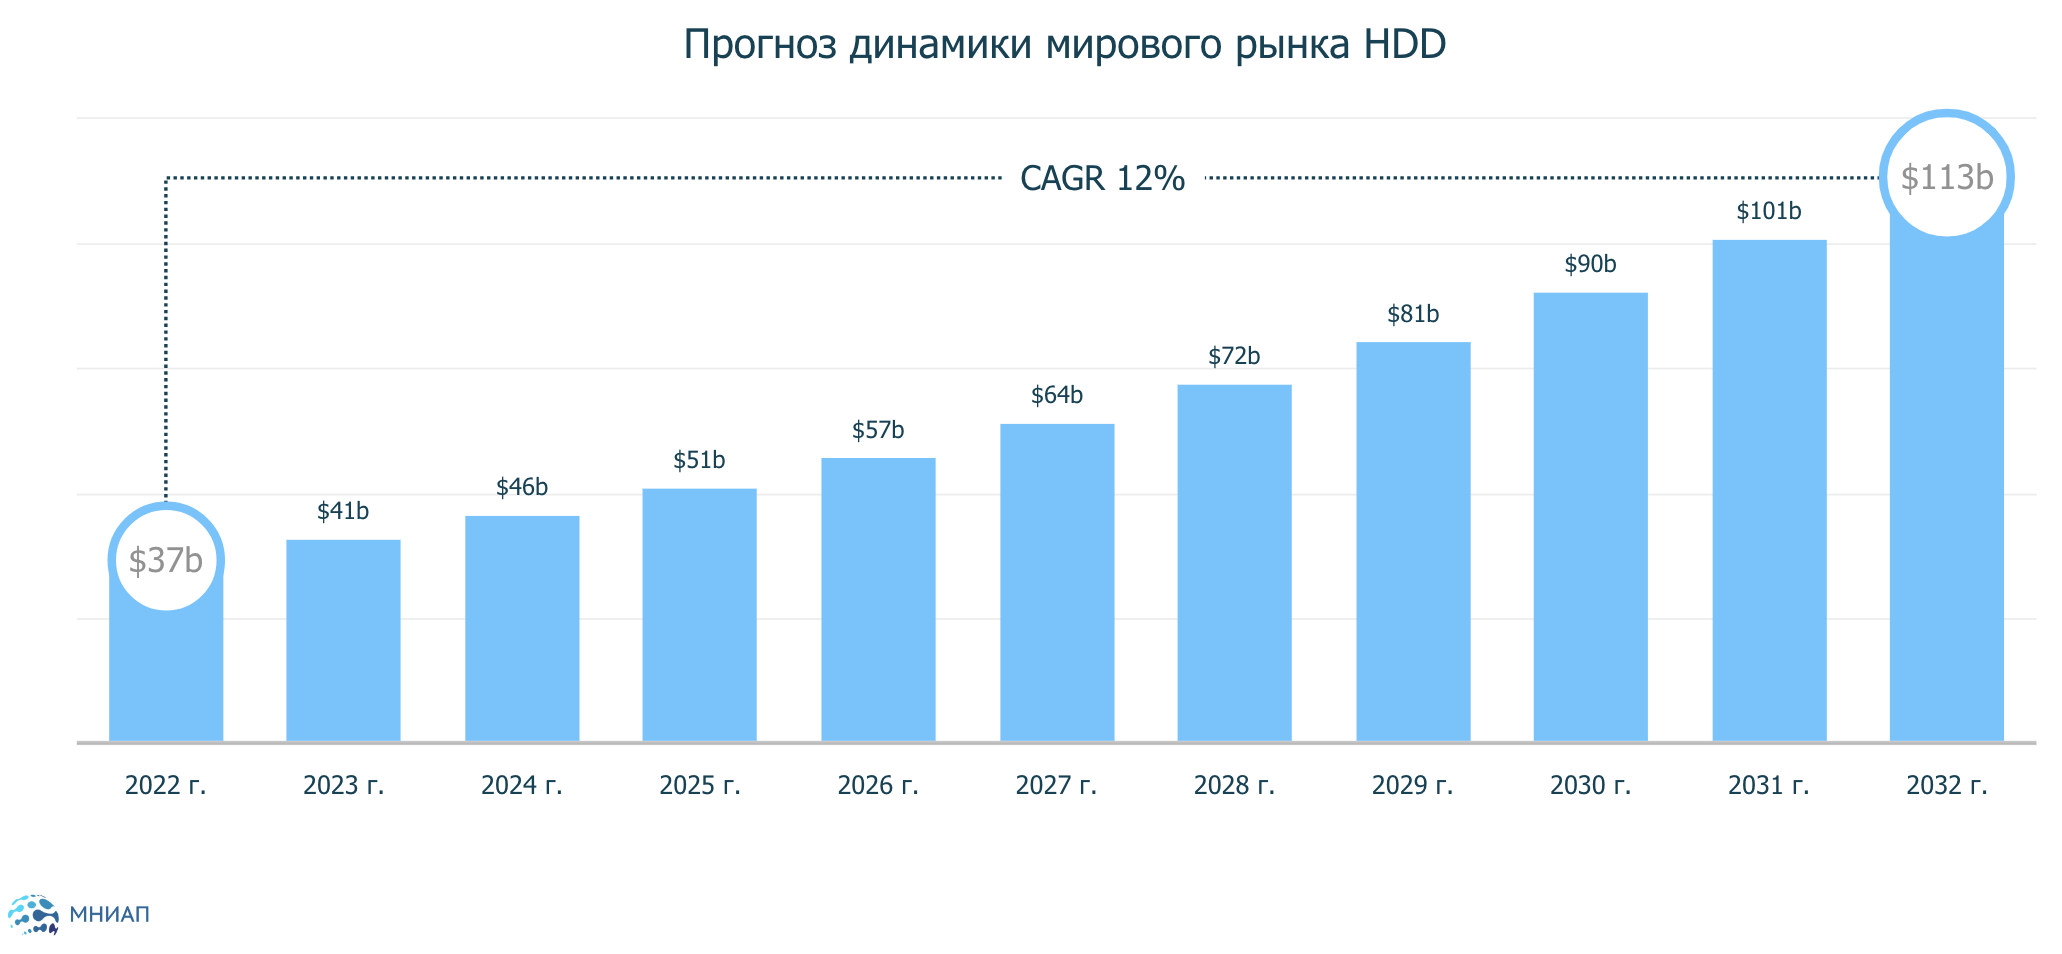 Прогноз динамики мирового рынка HDD
CAGR 12%
$37b
$41b
$46b
$51b
$57b
$64b
$72b
$81b
$90b
$101b
$113b
2022 г.
2023 г.
2024 г.
2025 г.
2026 г.
2027 г.
2028 г.
2029 г.
2030 г.
2031 г.
2032 г.
МНИАП